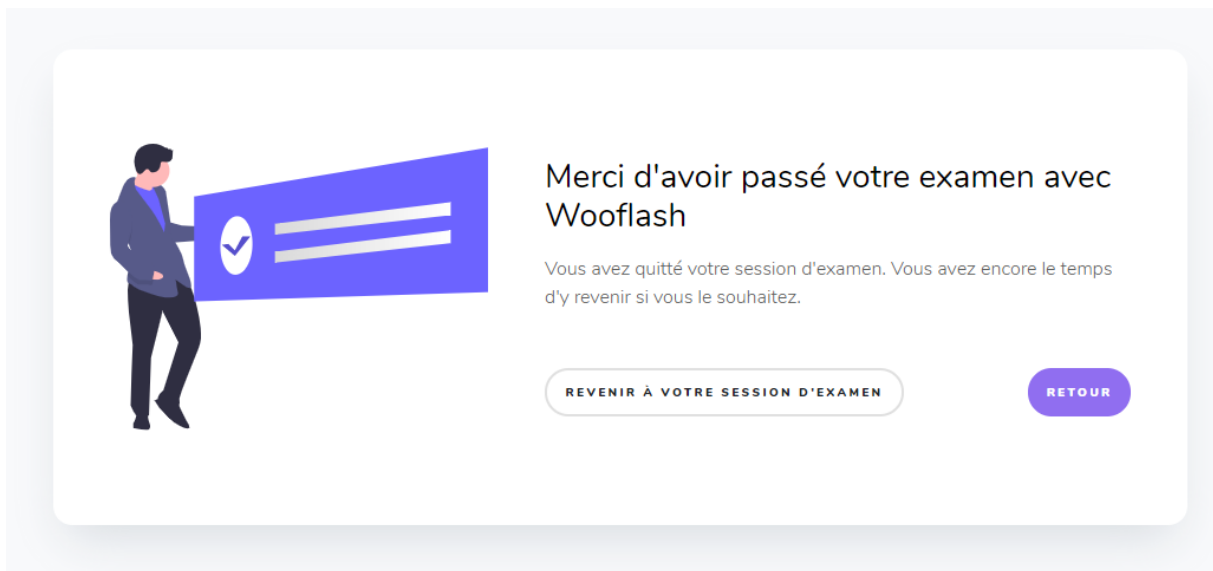 Merci d'avoir passé votre examen avec
Wooflash
Vous avez quitté votre session d'examen. Vous avez encore le temps
d'y revenir si vous le souhaitez.
REVENIR À VOTRE SESSION D'EXAMEN
RETOUR